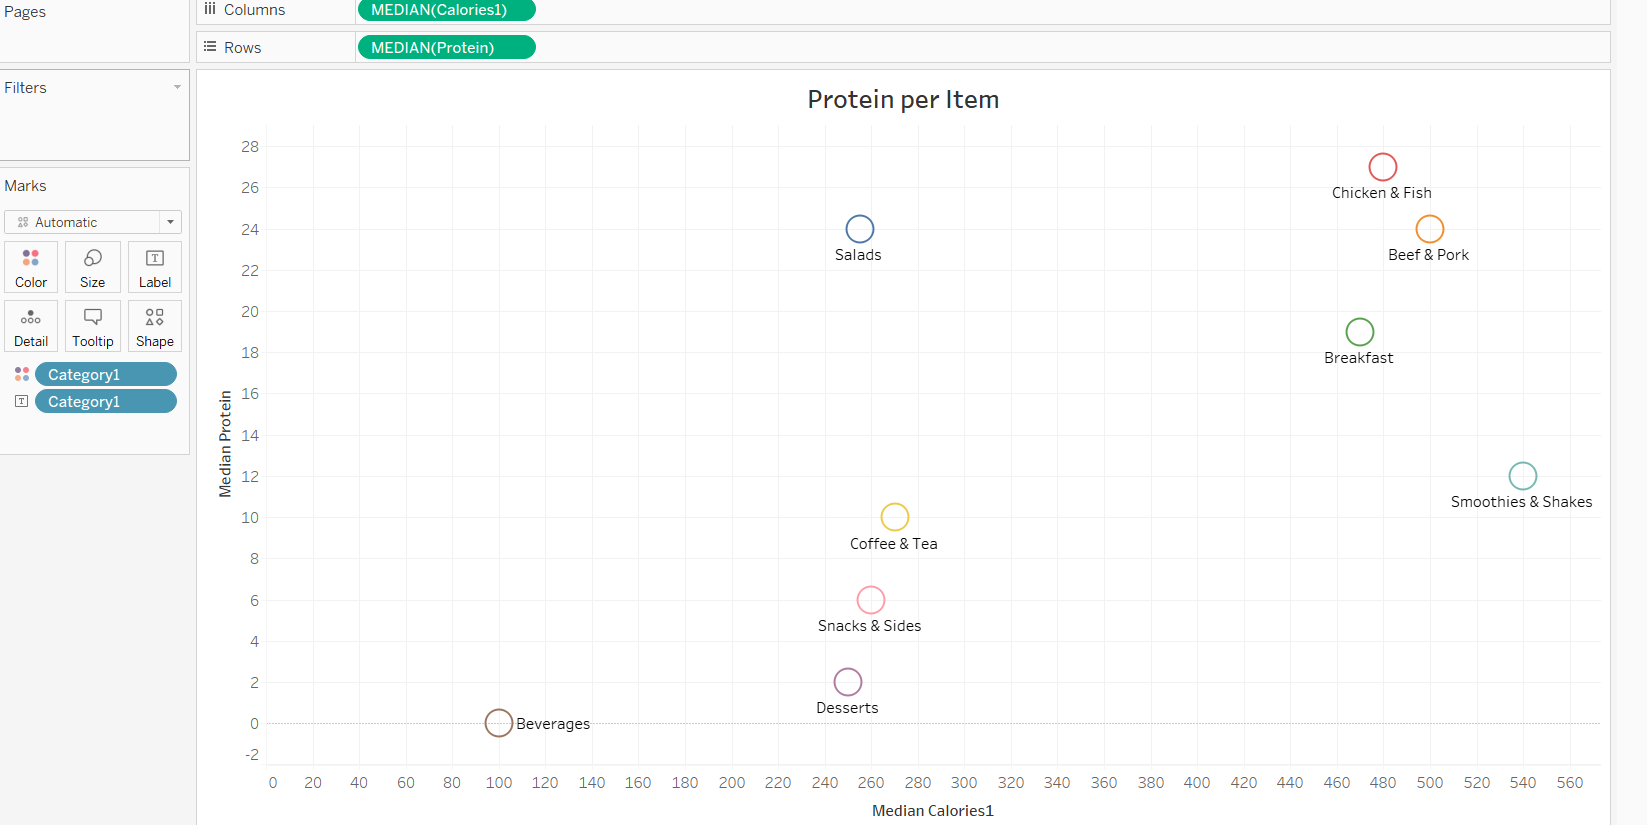 Pages
Columns
MEDIAN(Calories1)
Rows
MEDIAN(Protein)
Filters
Marks
Automatic
Color
Size
Label
Detail
Tooltip
Shape
Category1
Category1
Protein per Item
Median Protein
28
26
24
22
20
18
16
14
12
10
8
6
4
2
0
-2
Chicken & Fish
Salads
Beef & Pork
Breakfast
Smoothies & Shakes
Coffee & Tea
Snacks & Sides
Desserts
Beverages
0 20 40 60 80 100 120 140 160 180 200 220 240 260 280 300 320 340 360 380 400 420 440 460 480 500 520 540 560
Median Calories1